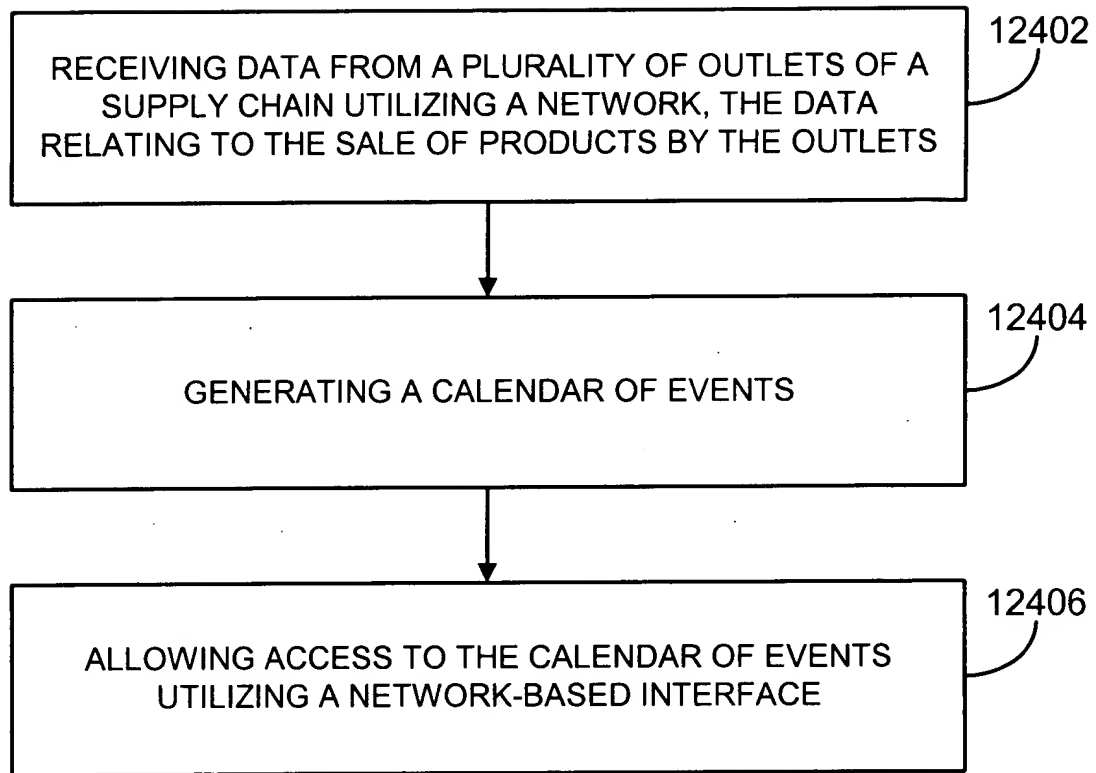 12402
RECEIVING DATA FROM A PLURALITY OF OUTLETS OF A
SUPPLY CHAIN UTILIZING A NETWORK, THE DATA
RELATING TO THE SALE OF PRODUCTS BY THE OUTLETS
12404
GENERATING A CALENDAR OF EVENTS
12406
ALLOWING ACCESS TO THE CALENDAR OF EVENTS
UTILIZING A NETWORK-BASED INTERFACE